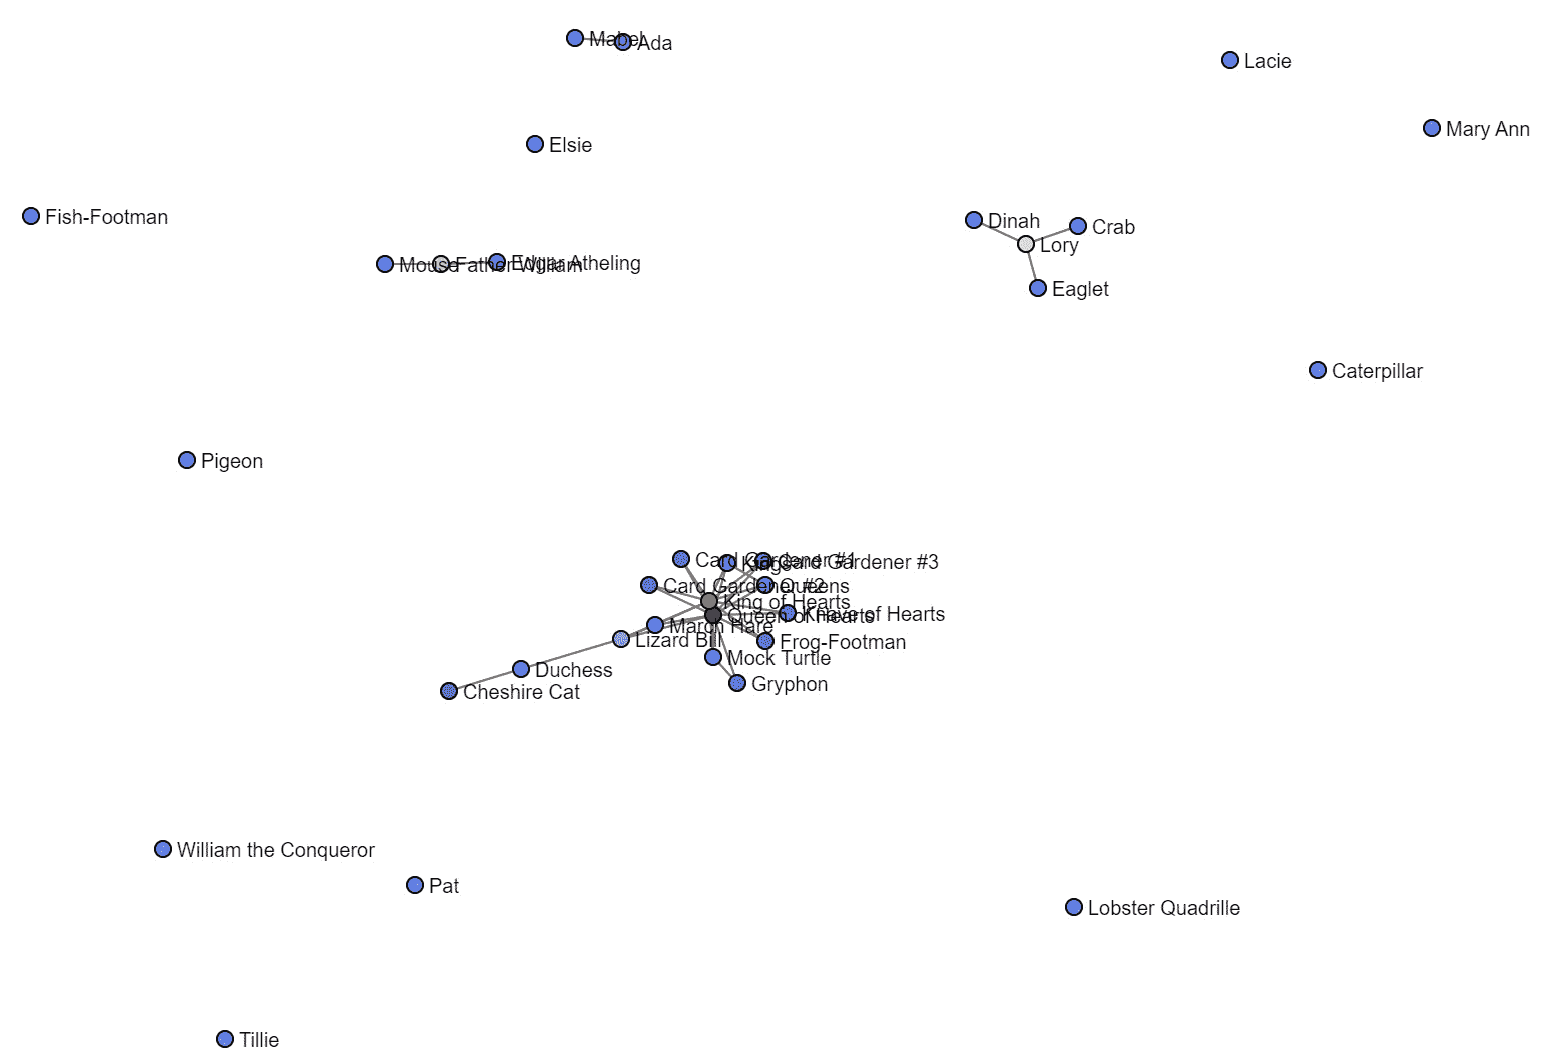 Mabel
Ada
Lacie
Mary Ann
Elsie
Fish-Footman
Dinah
Crab
Lory
Mouse
Father William
Edgar Atheling
Eaglet
Caterpillar
Pigeon
Card Gardener #1
Kings
Card Gardener #3
Card Gardener #2
Queens
King of Hearts
Queen of Hearts
Knave of Hearts
March Hare
Lizard Bill
Frog-Footman
Mock Turtle
Duchess
Gryphon
Cheshire Cat
William the Conqueror
Pat
Lobster Quadrille
Tillie